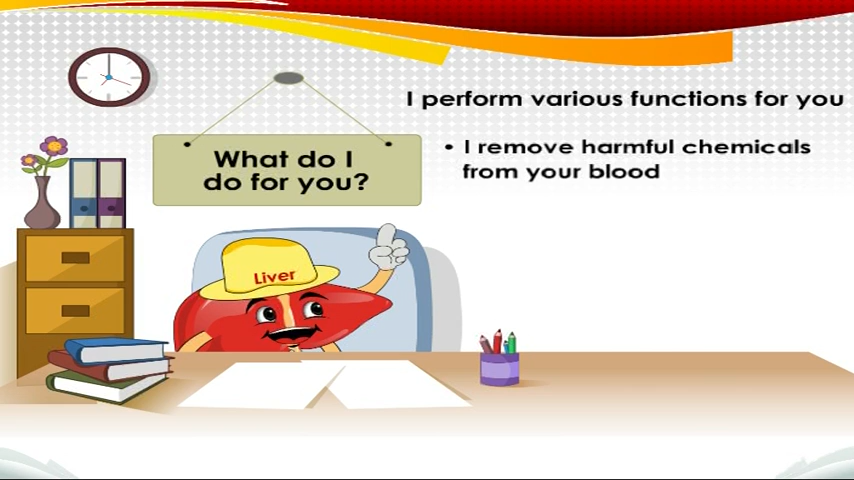 I perform various functions for you
What do I
do for you?
• I remove harmful chemicals
from your blood
Liver